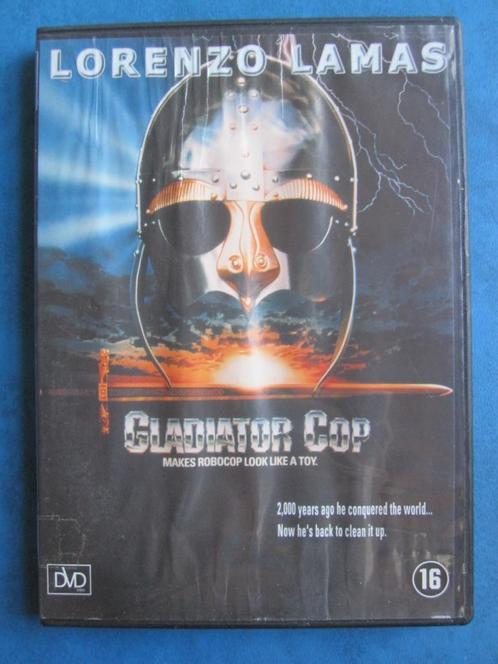 LORENZO LAMAS
GLADIATOR COP
MAKES ROBOCOP LOOK LIKE A TOY.
2,000 years ago he conquered the world...
Now he's back to clean it up.
DVD
16